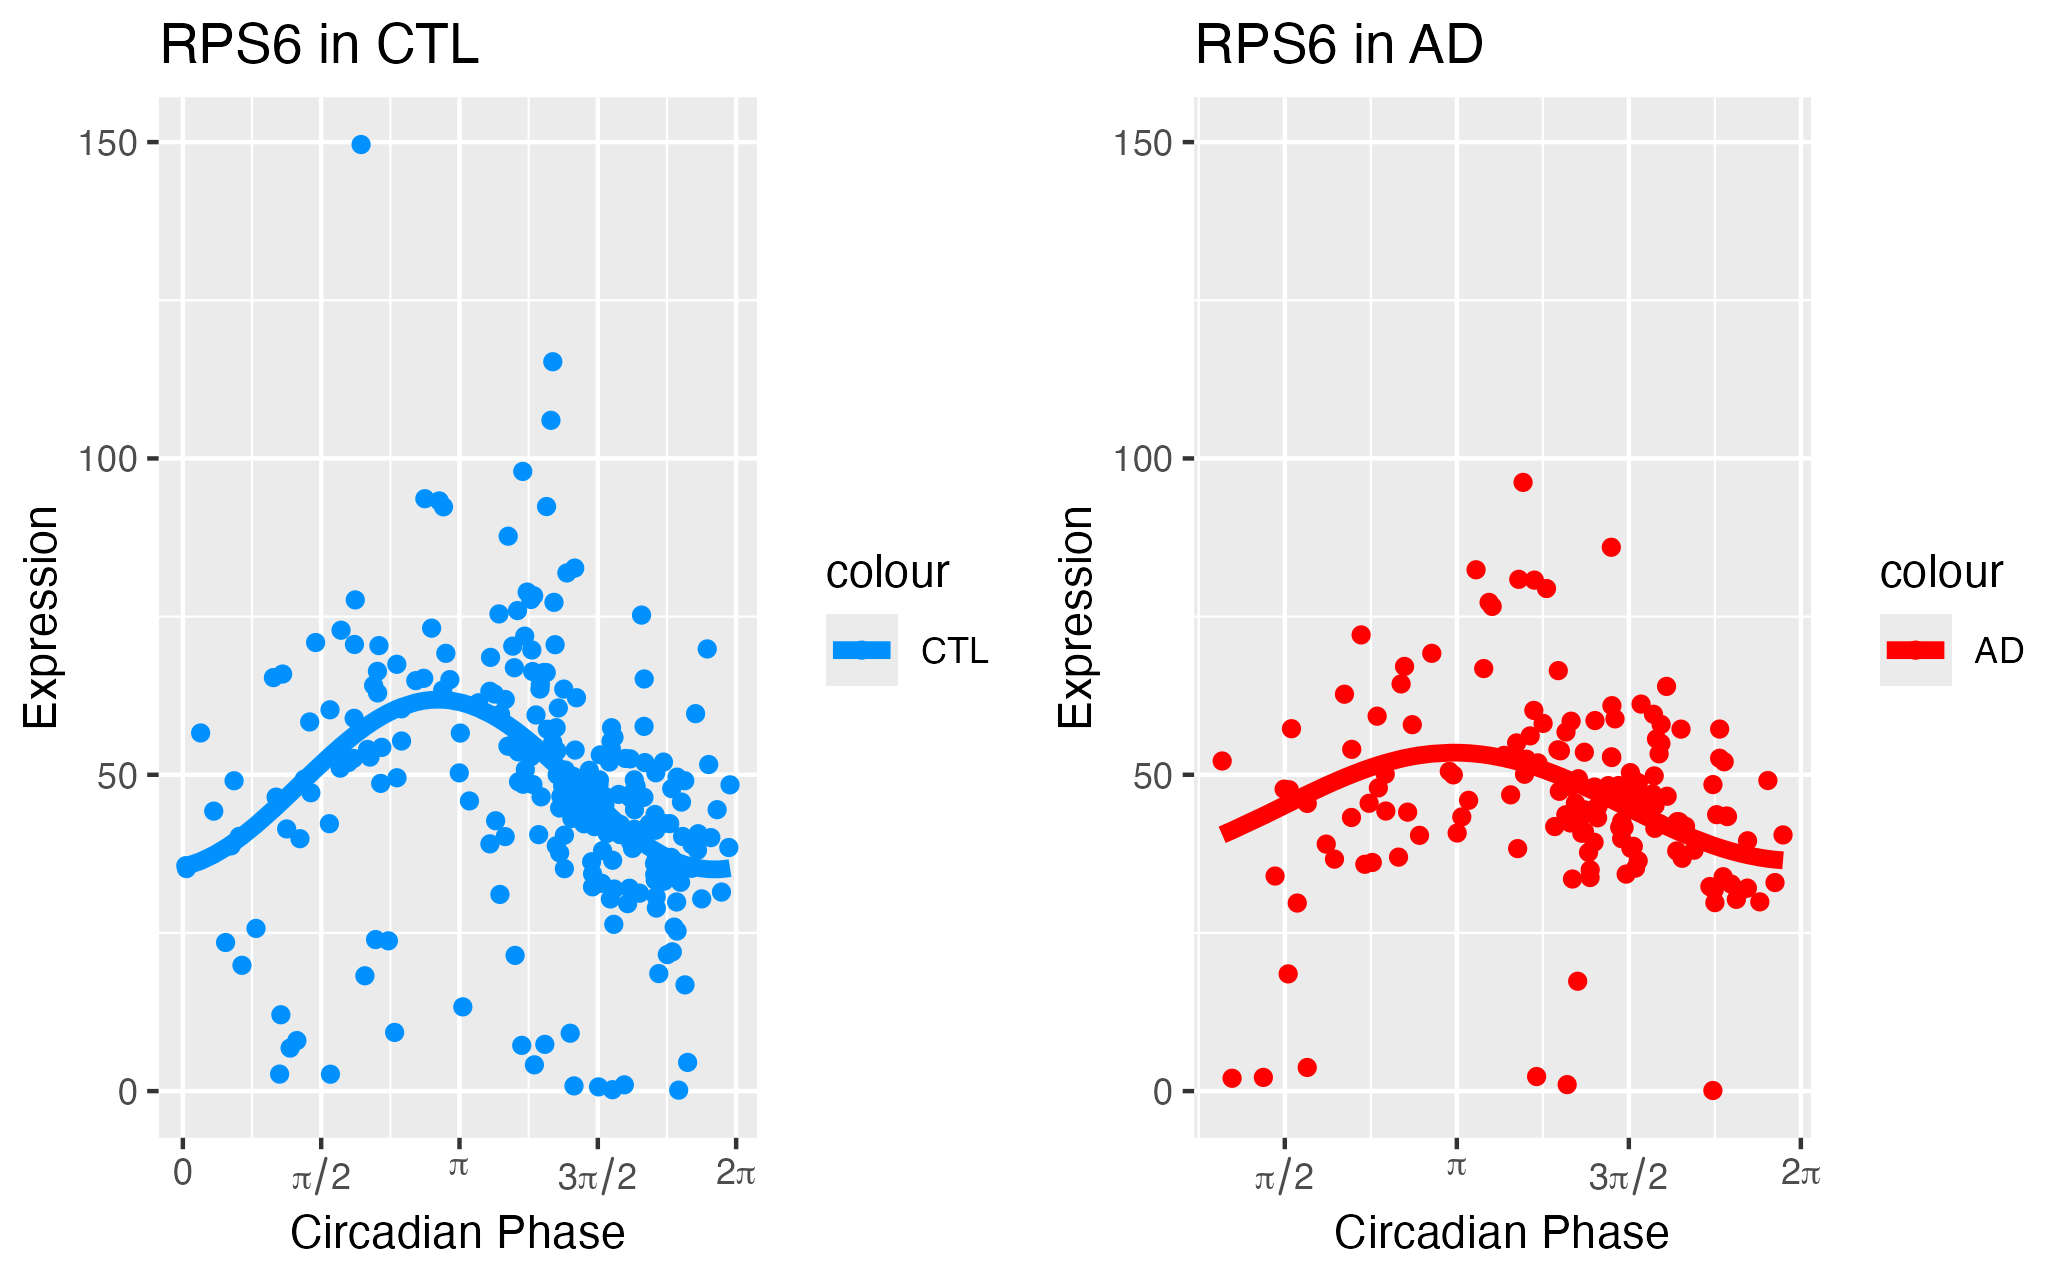 RPS6 in CTL
150
100
50
0
Expression
0 π/2 π 3π/2 2π
Circadian Phase
colour
CTL
RPS6 in AD
150
100
50
0
Expression
π/2 π 3π/2 2π
Circadian Phase
colour
AD